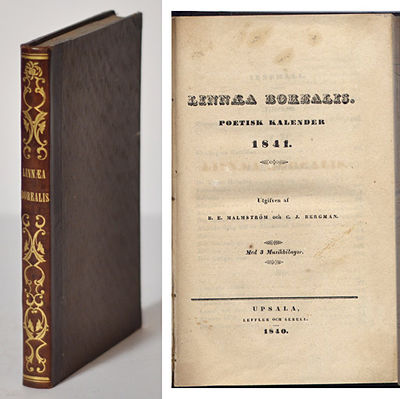 LINNÆA
BOREALIS
LINNÆA BOREALIS.
POETISK KALENDER
1841.
Utgifven af
B. E. MALMSTRÖM och C. J. BERGMAN.
Med 3 Musikbilagor.
UPSALA,
LEFFLER OCH SEBELL.
1840.